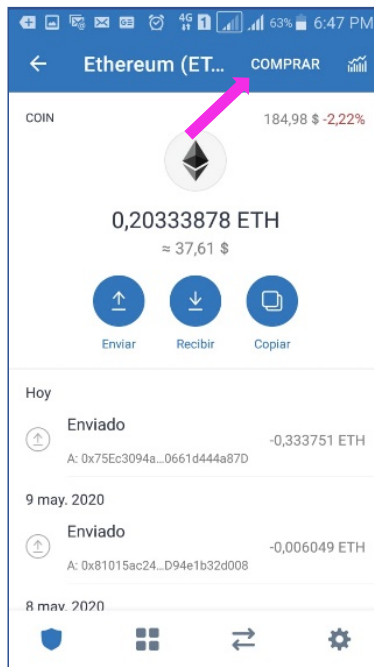 4G 1 63% 6:47 PM
Ethereum (ET... COMPRAR
COIN 184,98 $ -2,22%
0,20333878 ETH
≈ 37,61 $
Enviar Recibir Copiar
Hoy
Enviado
-0,333751 ETH
A: 0x75Ec3094a...0661d444a87D
9 may. 2020
Enviado
-0,006049 ETH
A: 0x81015ac24...D94e1b32d008
8 may. 2020